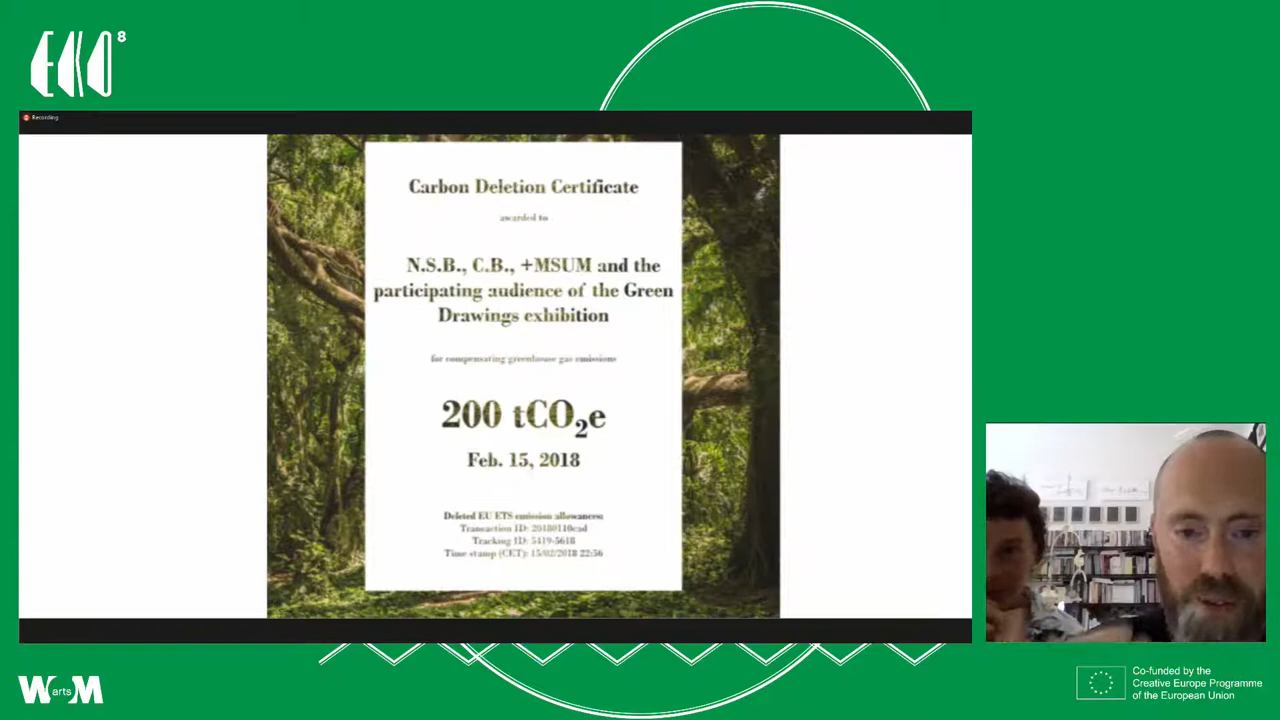 EKO8
Recording
Carbon Deletion Certificate
awarded to
N.S.B., C.B., +MSUM and the
participating audience of the Green
Drawings exhibition
for compensating greenhouse gas emissions
200 tCO₂e
Feb. 15, 2018
Deleted EU ETS emission allowances:
Transaction ID: 20180110cad
Tracking ID: 5419-5618
Time stamp (CET): 15/02/2018 22:56
W arts M
Co-funded by the
Creative Europe Programme
of the European Union